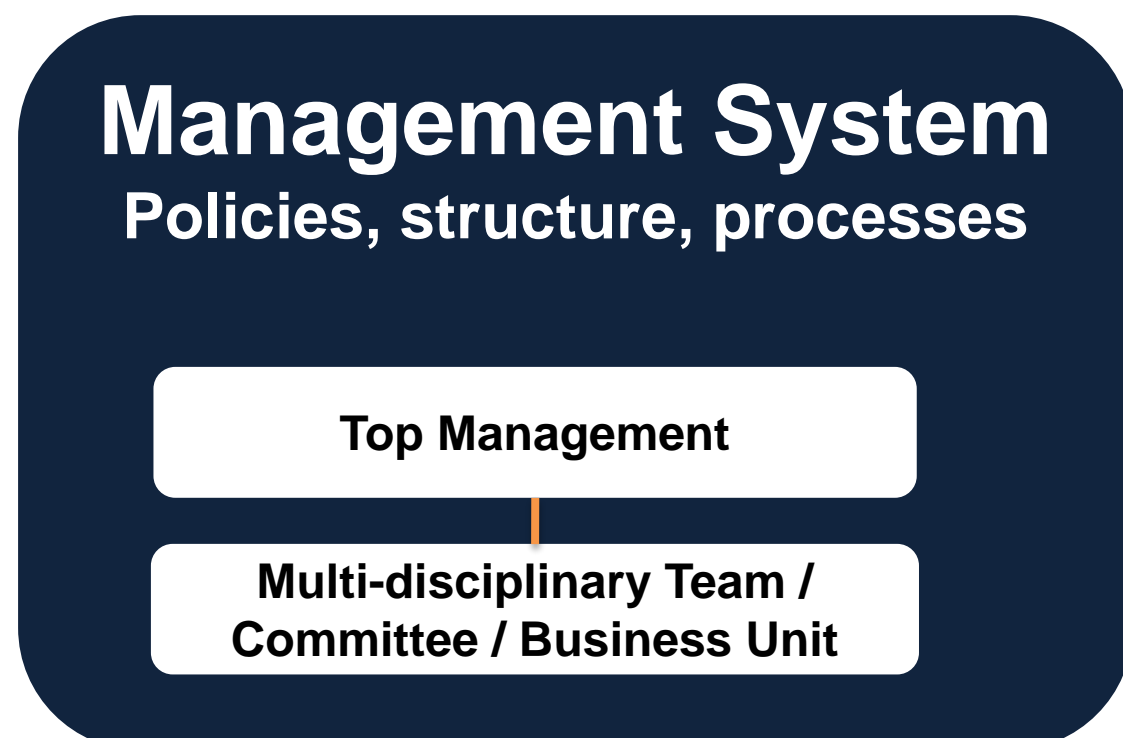 Management System
Policies, structure, processes
Top Management
Multi-disciplinary Team /
Committee / Business Unit